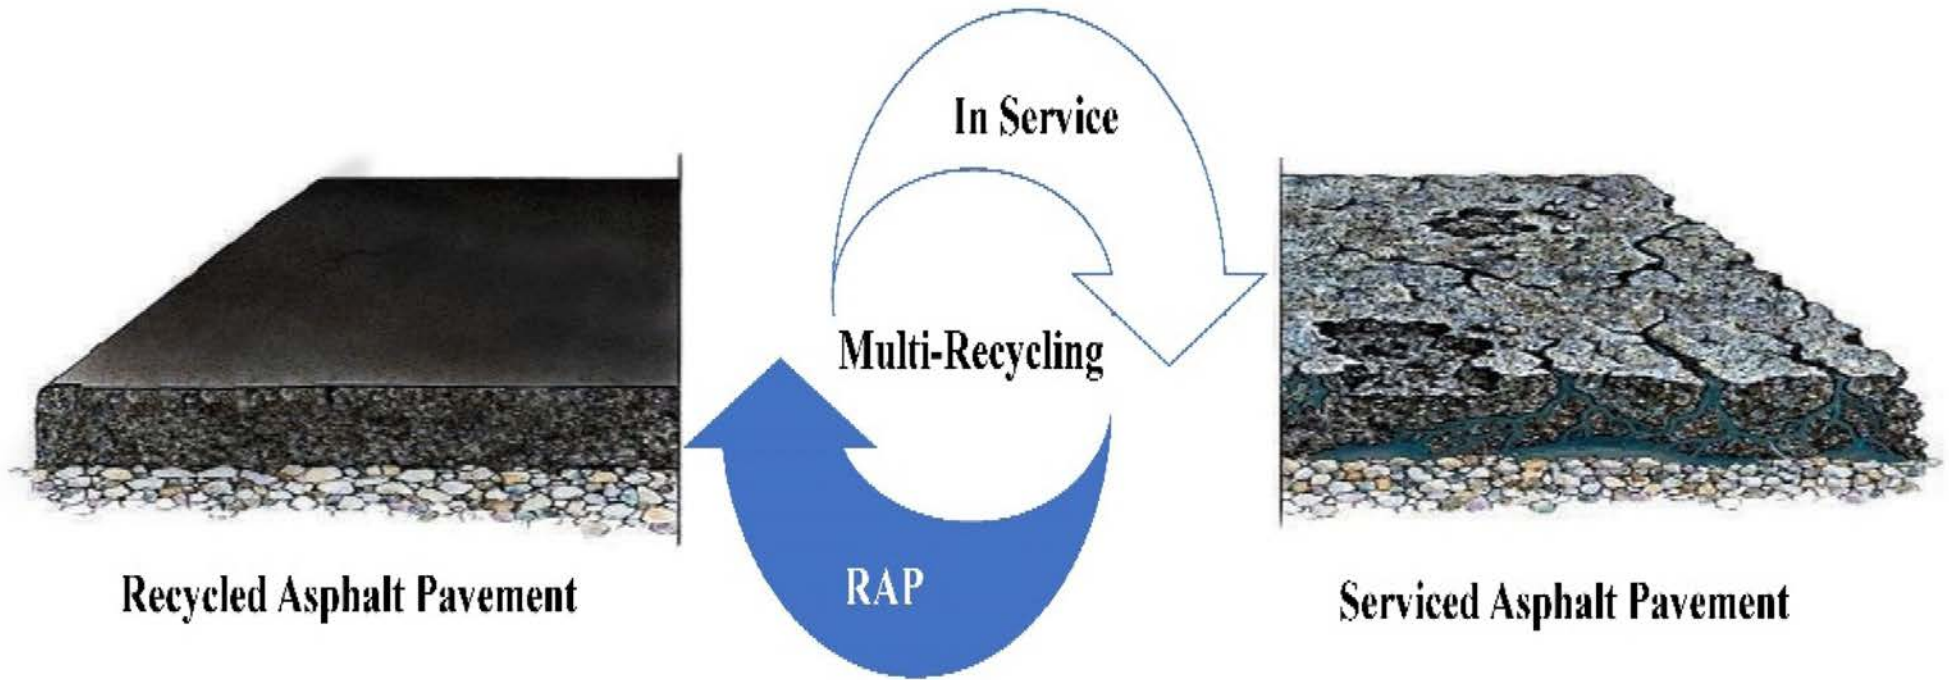 In Service
Multi-Recycling
RAP
Recycled Asphalt Pavement
Serviced Asphalt Pavement